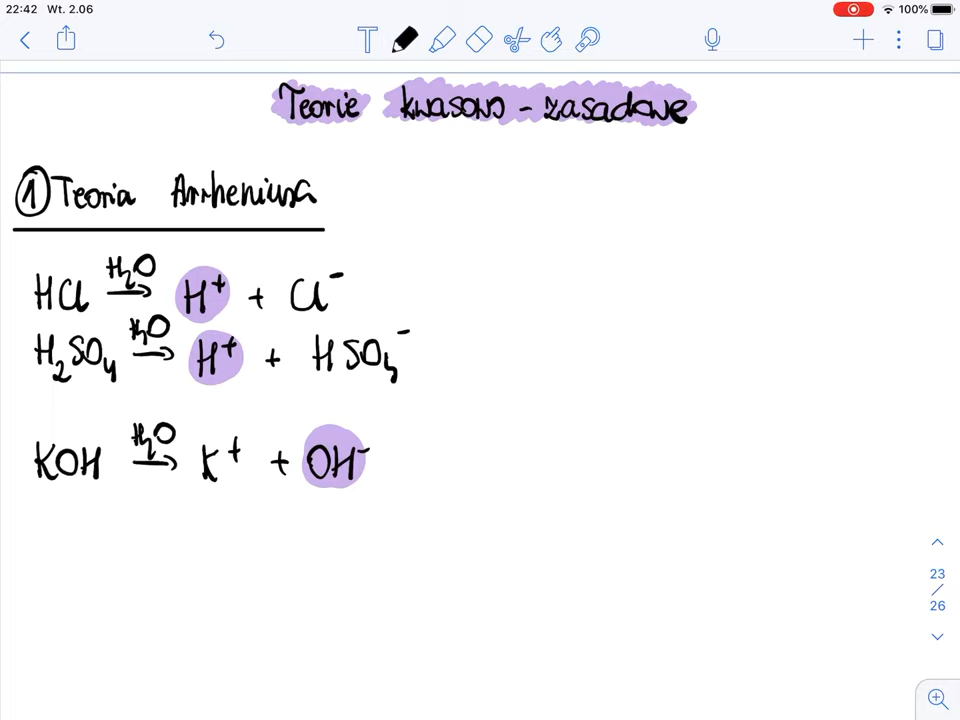 22:42 Wt. 2.06 100%
Teorie kwasowo - zasadowe
1 Teoria Arrheniusa
HCl H₂O→ H⁺ + Cl⁻
H₂SO₄ H₂O→ H⁺ + HSO₄⁻
KOH H₂O→ K⁺ + OH⁻
23
/
26